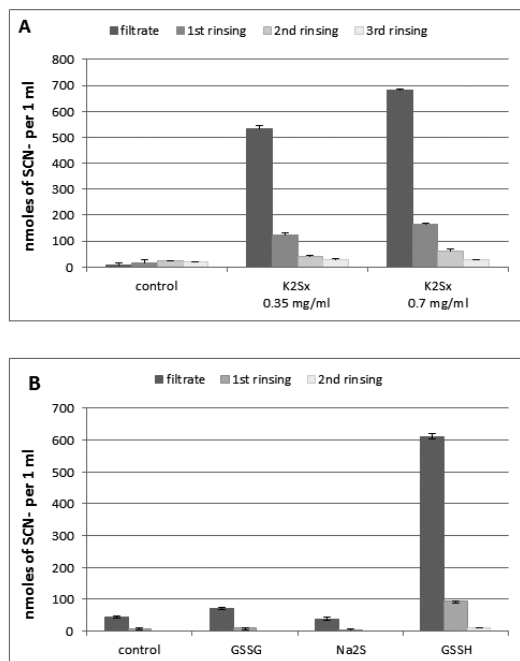 A
filtrate 1st rinsing 2nd rinsing 3rd rinsing
nmoles of SCN- per 1 ml
800
700
600
500
400
300
200
100
0
control K2Sx K2Sx
0.35 mg/ml 0.7 mg/ml
B
filtrate 1st rinsing 2nd rinsing
nmoles of SCN- per 1 ml
700
600
500
400
300
200
100
0
control GSSG Na2S GSSH